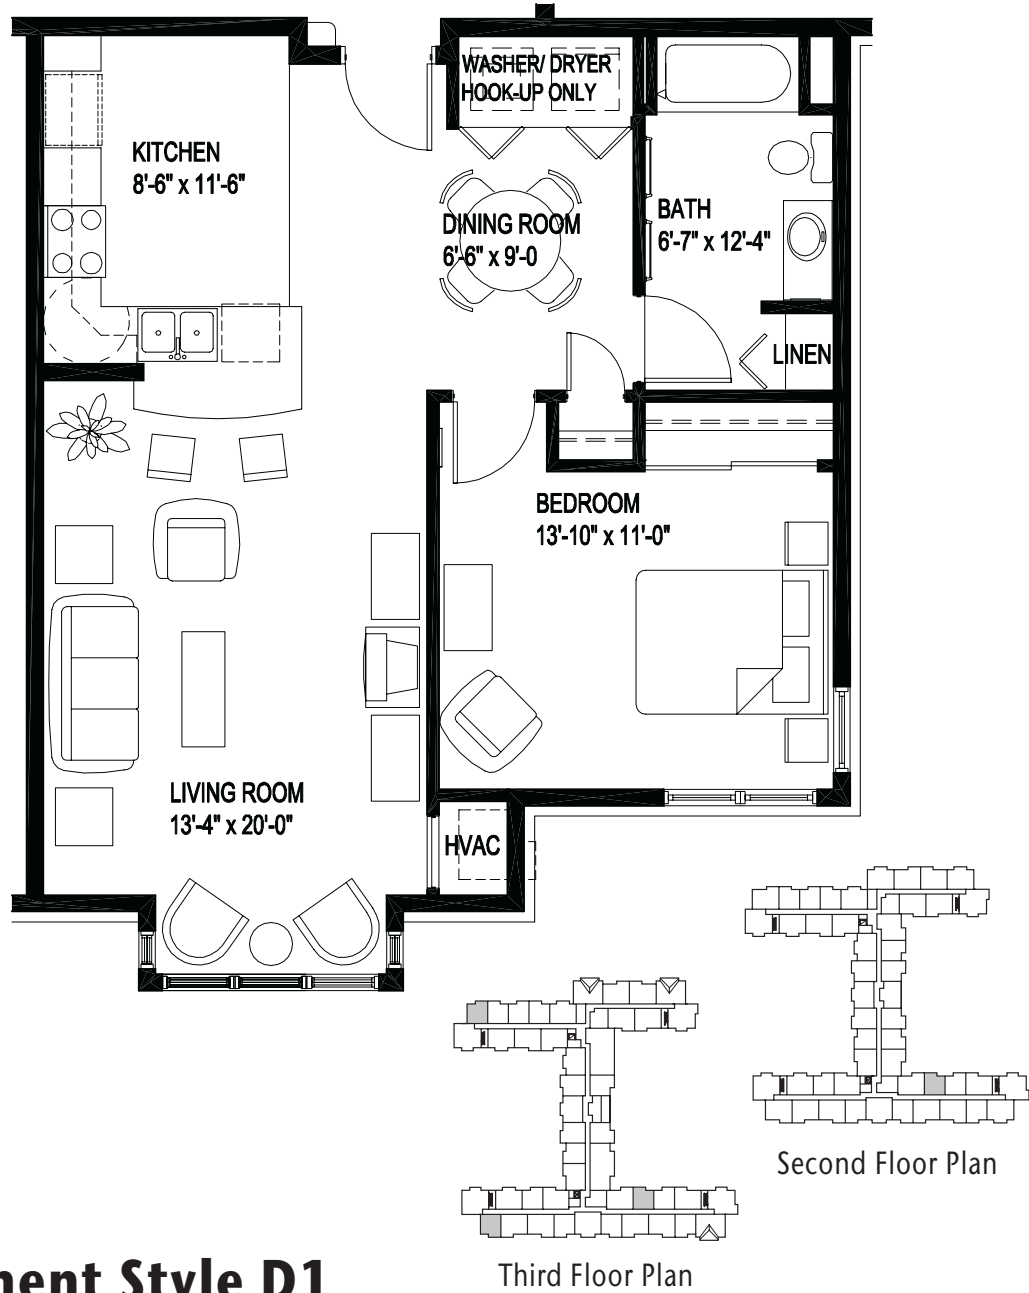 WASHER/ DRYER
HOOK-UP ONLY
KITCHEN
8'-6" x 11'-6"
DINING ROOM
6'-6" x 9'-0
BATH
6'-7" x 12'-4"
LINEN
BEDROOM
13'-10" x 11'-0"
LIVING ROOM
13'-4" x 20'-0"
HVAC
Second Floor Plan
Third Floor Plan
Style D1